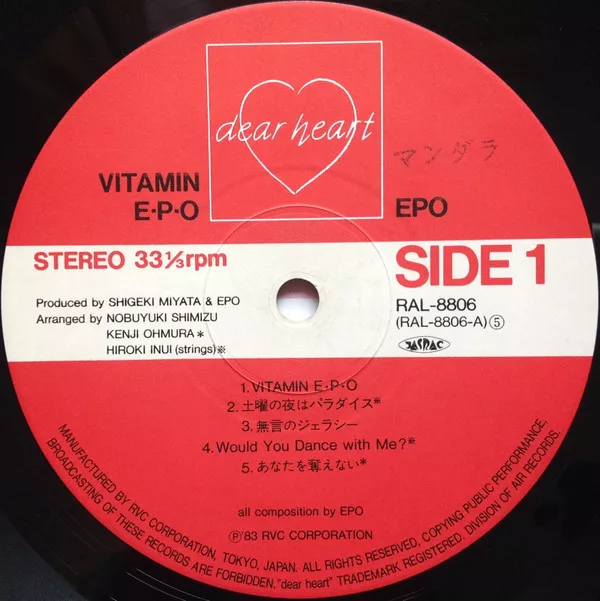 dear heart
マンダラ
VITAMIN
E・P・O
EPO
STEREO 33⅓rpm
SIDE 1
Produced by SHIGEKI MIYATA & EPO
Arranged by NOBUYUKI SHIMIZU
KENJI OHMURA*
HIROKI INUI (strings)※
RAL-8806
(RAL-8806-A)⑤
JASRAC
1. VITAMIN E・P・O
2. 土曜の夜はパラダイス※
3. 無言のジェラシー
4. Would You Dance with Me?※
5. あなたを奪えない*
all composition by EPO
Ⓟ'83 RVC CORPORATION
MANUFACTURED BY RVC CORPORATION, TOKYO, JAPAN. ALL RIGHTS RESERVED, COPYING PUBLIC PERFORMANCE,
BROADCASTING OF THESE RECORDS ARE FORBIDDEN. "dear heart" TRADEMARK REGISTERED. DIVISION OF AIR RECORDS.